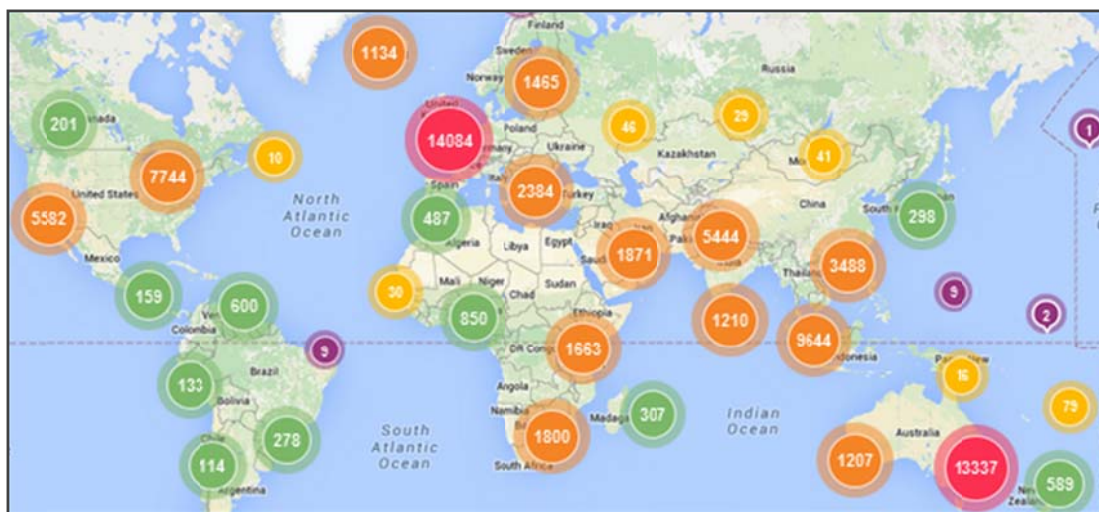 Finland
1134
Sweden
Norway
1465
Russia
201
14084
Poland
46
29
1
Ukraine
Kazakhstan
41
10
7744
United States
North
Atlantic
Ocean
Spain
2384
Turkey
China
5582
487
298
Iraq
5444
Mexico
Algeria
Libya
Egypt
1871
3488
159
600
30
Mali
Niger
Chad
Sudan
9
2
Colombia
850
Ethiopia
1210
9644
9
DR Congo
1663
133
Brazil
16
Bolivia
Angola
79
Namibia
307
Indian
Ocean
South
Atlantic
Ocean
278
1800
Australia
Chile
114
1207
13337
589
South Africa
Argentina